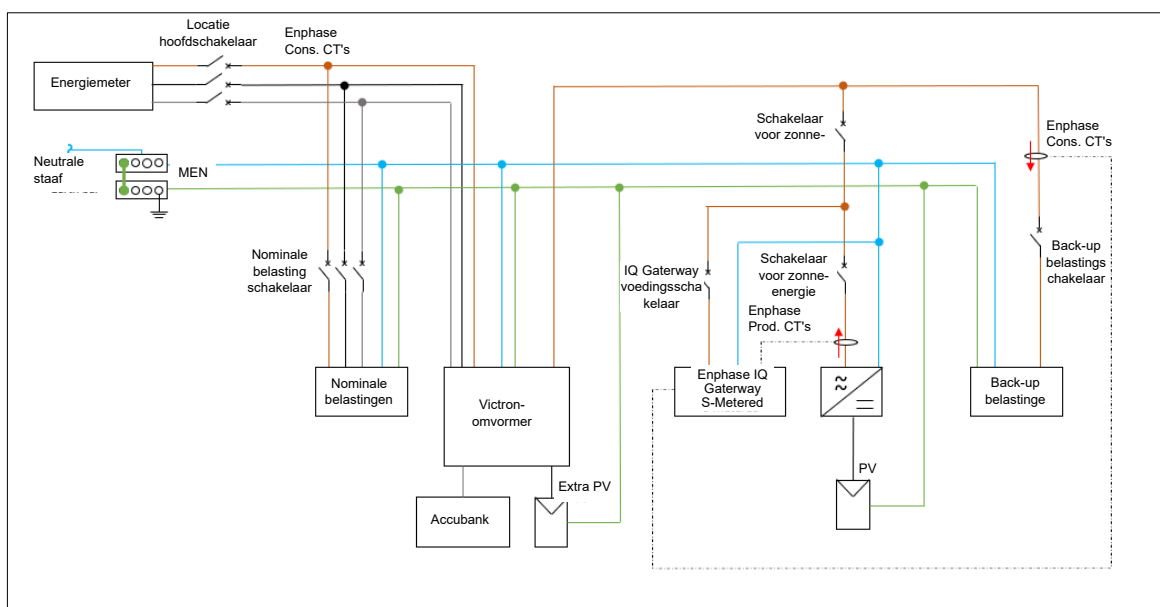 Locatie
hoofdschakelaar
Enphase
Cons. CT's
Energiemeter
Schakelaar
voor zonne-
Enphase
Cons. CT's
Neutrale
staaf
MEN
Nominale
belasting
schakelaar
IQ Gaterway
voedingsscha
kelaar
Schakelaar
voor zonne-
energie
Back-up
belastings
chakelaar
Enphase
Prod. CT's
Nominale
belastingen
Victron-
omvormer
Enphase IQ
Gaterway
S-Metered
Back-up
belastinge
Extra PV
PV
Accubank